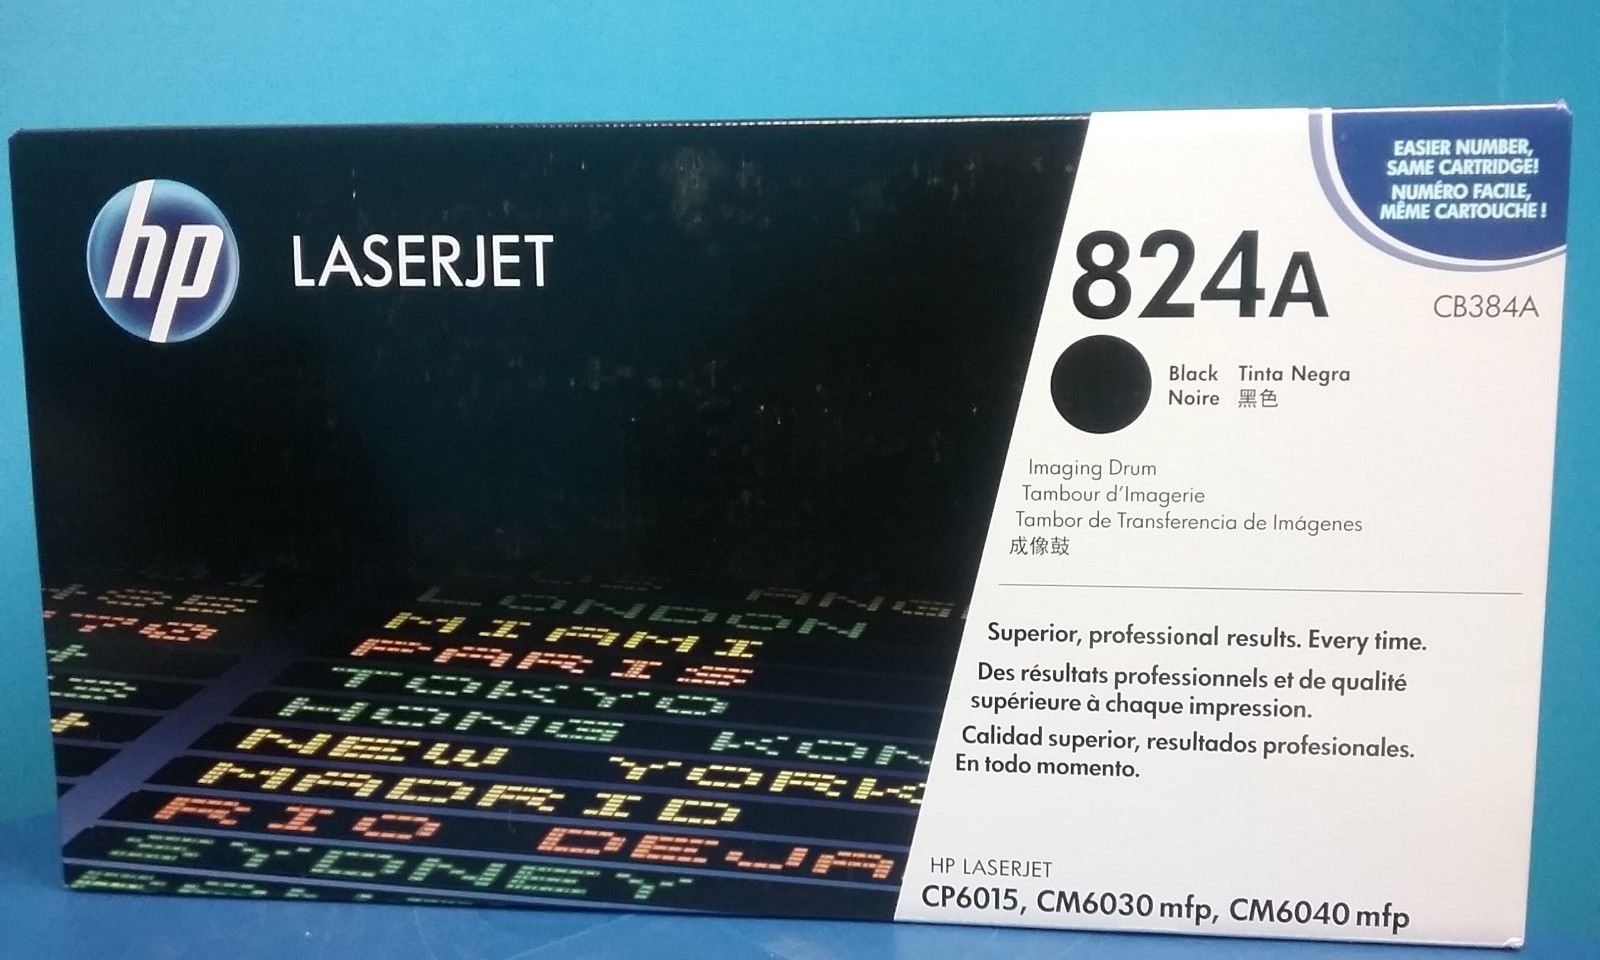 hp
LASERJET
EASIER NUMBER,
SAME CARTRIDGE!
NUMÉRO FACILE,
MÊME CARTOUCHE !
824A
CB384A
Black Tinta Negra
Noire 黑色
Imaging Drum
Tambour d'Imagerie
Tambor de Transferencia de Imágenes
成像鼓
Superior, professional results. Every time.
Des résultats professionnels et de qualité
supérieure à chaque impression.
Calidad superior, resultados profesionales.
En todo momento.
HP LASERJET
CP6015, CM6030 mfp, CM6040 mfp
LONDON
MIAMI
PARIS
TOKYO
HONG KON
NEW YORK
MADRID
RIO DEJA
SYDNEY